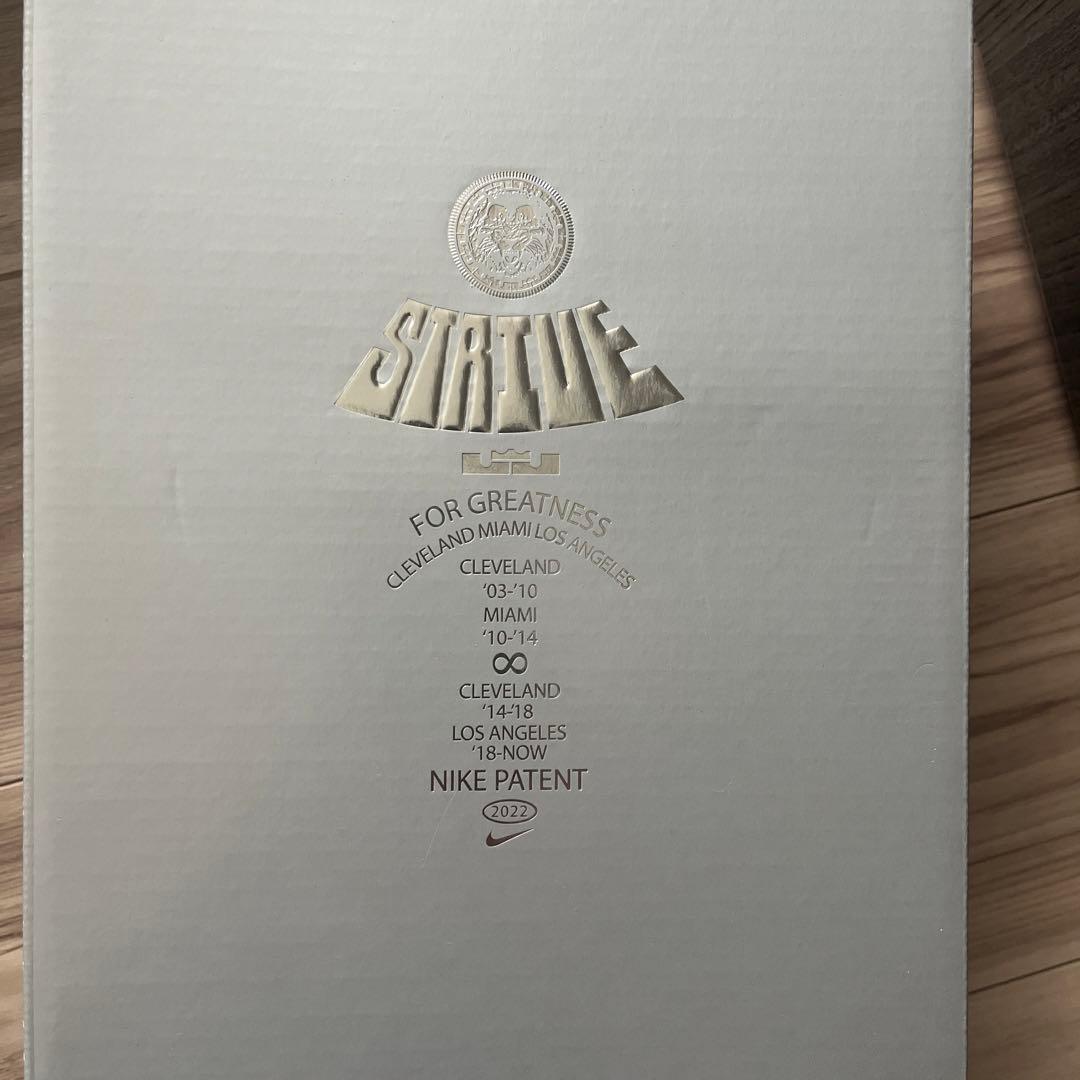 STRIVE
FOR GREATNESS
CLEVELAND MIAMI LOS ANGELES
CLEVELAND
'03-'10
MIAMI
'10-'14
∞
CLEVELAND
'14-'18
LOS ANGELES
'18-NOW
NIKE PATENT
2022